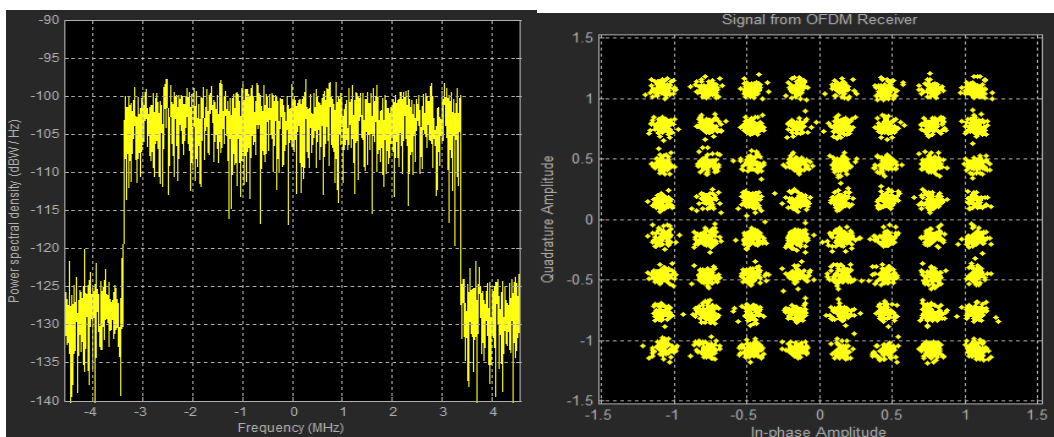 -90
-95
-100
-105
-110
-115
-120
-125
-130
-135
-140
Power spectral density (dBW / Hz)
-4 -3 -2 -1 0 1 2 3 4
Frequency (MHz)
Signal from OFDM Receiver
1.5
1
0.5
0
-0.5
-1
-1.5
Quadrature Amplitude
-1.5 -1 -0.5 0 0.5 1 1.5
In-phase Amplitude